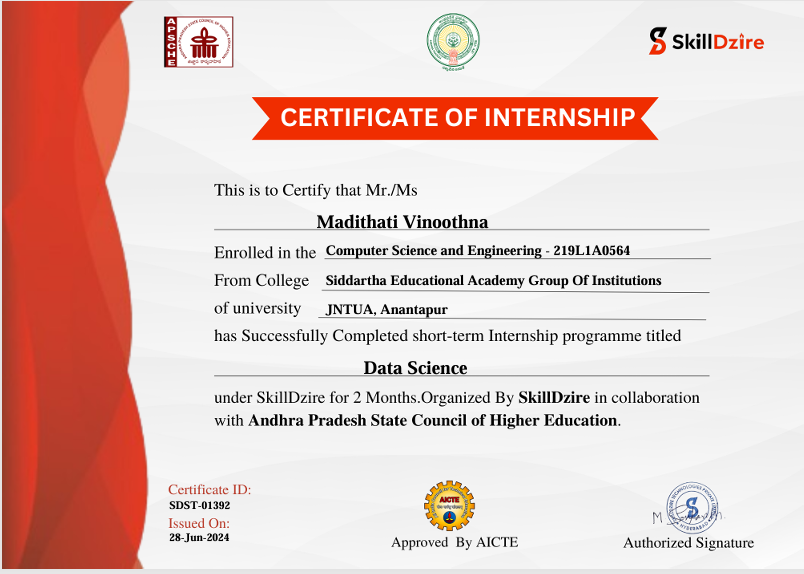 APSCHE
SkillDzire
CERTIFICATE OF INTERNSHIP
This is to Certify that Mr./Ms
Madithati Vinoothna
Enrolled in the Computer Science and Engineering - 219L1A0564
From College Siddartha Educational Academy Group Of Institutions
of university JNTUA, Anantapur
has Successfully Completed short-term Internship programme titled
Data Science
under SkillDzire for 2 Months.Organized By SkillDzire in collaboration
with Andhra Pradesh State Council of Higher Education.
Certificate ID:
SDST-01392
Issued On:
28-Jun-2024
AICTE
Approved By AICTE
Authorized Signature